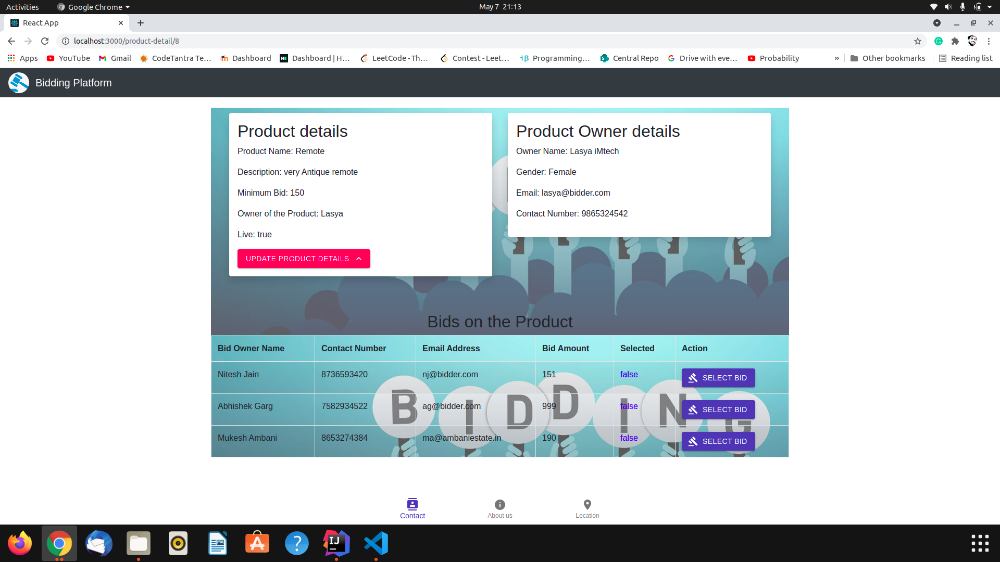 Activities
Google Chrome
May 7 21:13
React App
localhost:3000/product-detail/8
Apps
YouTube
Gmail
CodeTantra Te...
Dashboard
Dashboard | H...
LeetCode - Th...
Contest - Leet...
Programming...
Central Repo
Drive with eve...
Probability
»
Other bookmarks
Reading list
Bidding Platform
Product details
Product Name: Remote
Description: very Antique remote
Minimum Bid: 150
Owner of the Product: Lasya
Live: true
UPDATE PRODUCT DETAILS
Product Owner details
Owner Name: Lasya iMtech
Gender: Female
Email: lasya@bidder.com
Contact Number: 9865324542
Bids on the Product
Bid Owner Name Contact Number Email Address Bid Amount Selected Action
Nitesh Jain 8736593420 nj@bidder.com 151 false SELECT BID
Abhishek Garg 7582934522 ag@bidder.com 999 false SELECT BID
Mukesh Ambani 8653274384 ma@ambaniestate.in 190 false SELECT BID
BIDDING
Contact
About us
Location